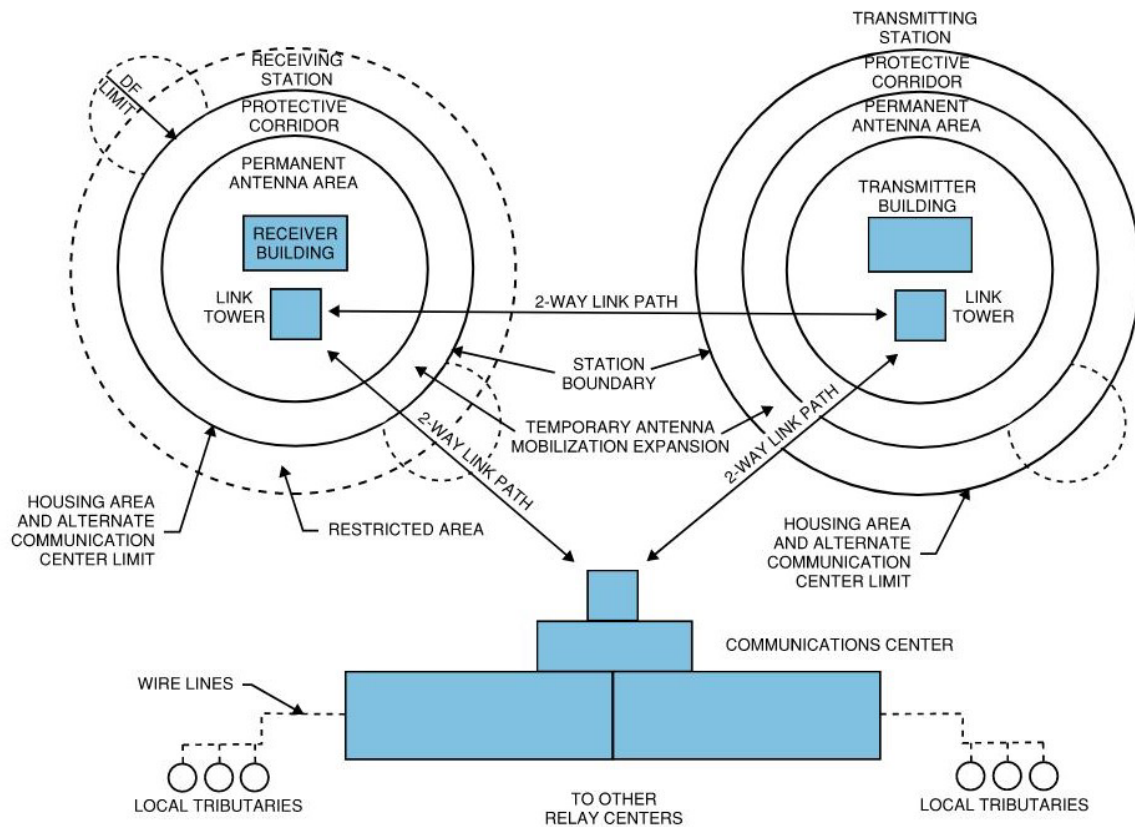 TRANSMITTING
STATION
RECEIVING
STATION
DF
LIMIT
PROTECTIVE
CORRIDOR
PROTECTIVE
CORRIDOR
PERMANENT
ANTENNA AREA
PERMANENT
ANTENNA AREA
TRANSMITTER
BUILDING
RECEIVER
BUILDING
LINK
TOWER
2-WAY LINK PATH
LINK
TOWER
STATION
BOUNDARY
TEMPORARY ANTENNA
MOBILIZATION EXPANSION
2-WAY LINK PATH
2-WAY LINK PATH
HOUSING AREA
AND ALTERNATE
COMMUNICATION
CENTER LIMIT
RESTRICTED AREA
HOUSING AREA
AND ALTERNATE
COMMUNICATION
CENTER LIMIT
COMMUNICATIONS CENTER
WIRE LINES
LOCAL TRIBUTARIES
TO OTHER
RELAY CENTERS
LOCAL TRIBUTARIES